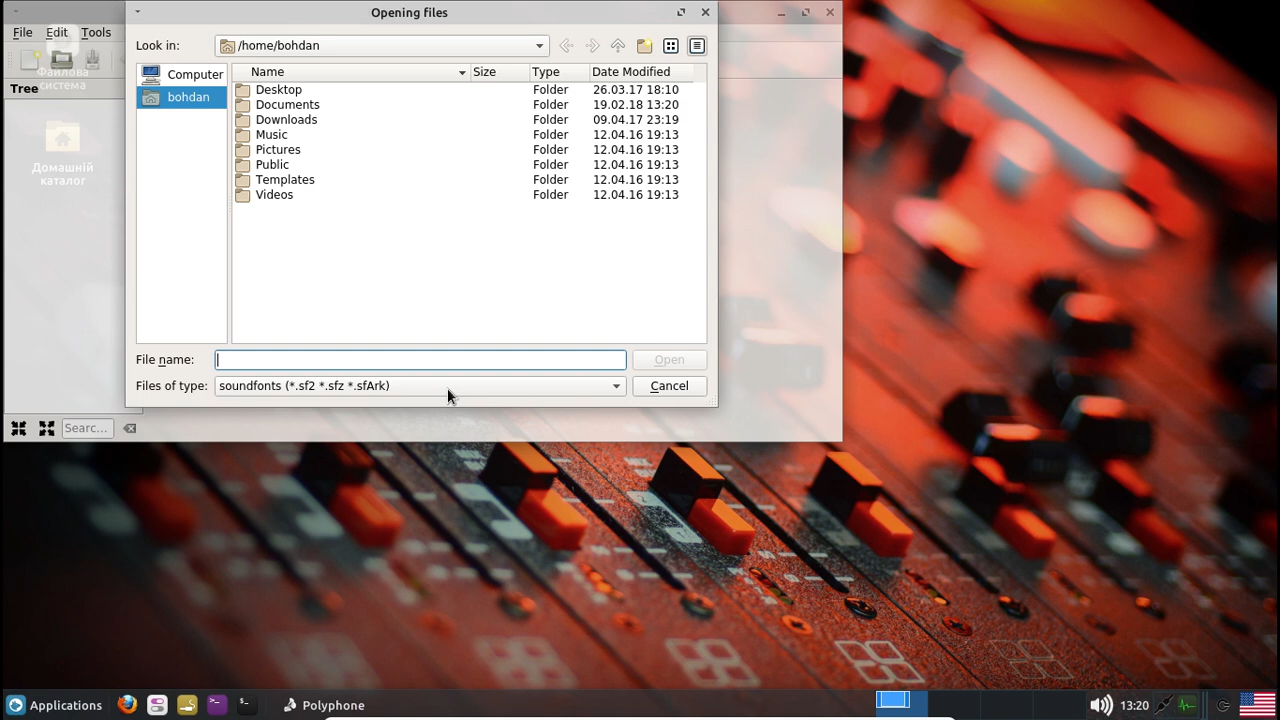 Opening files
File Edit Tools
Look in: /home/bohdan
Файлова
система
Tree
Computer
bohdan
Name Size Type Date Modified
Desktop Folder 26.03.17 18:10
Documents Folder 19.02.18 13:20
Downloads Folder 09.04.17 23:19
Music Folder 12.04.16 19:13
Pictures Folder 12.04.16 19:13
Public Folder 12.04.16 19:13
Templates Folder 12.04.16 19:13
Videos Folder 12.04.16 19:13
Домашній
каталог
File name: Open
Files of type: soundfonts (*.sf2 *.sfz *.sfArk) Cancel
Searc...
Applications Polyphone 13:20